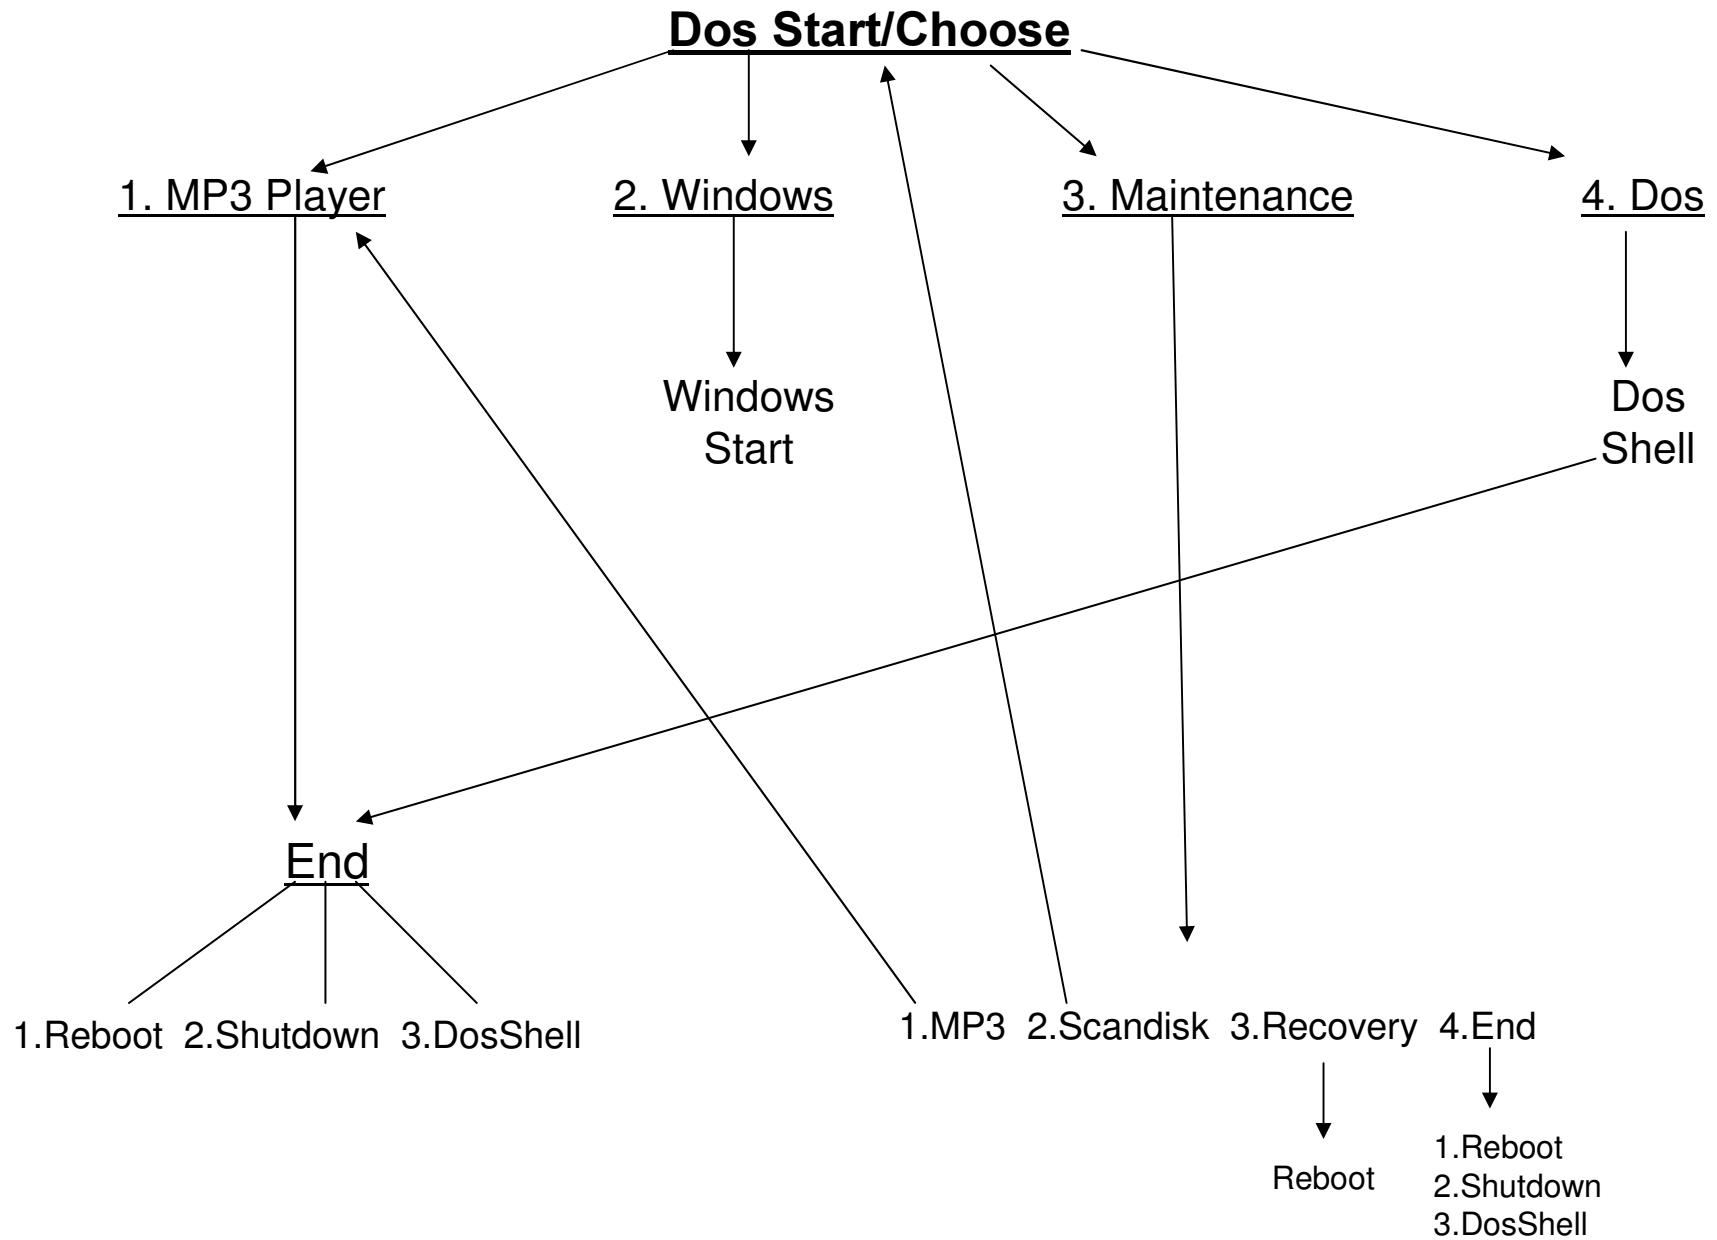 Dos Start/Choose
1. MP3 Player
2. Windows
3. Maintenance
4. Dos
Windows
Start
Dos
Shell
End
1.Reboot 2.Shutdown 3.DosShell
1.MP3 2.Scandisk 3.Recovery 4.End
Reboot
1.Reboot
2.Shutdown
3.DosShell